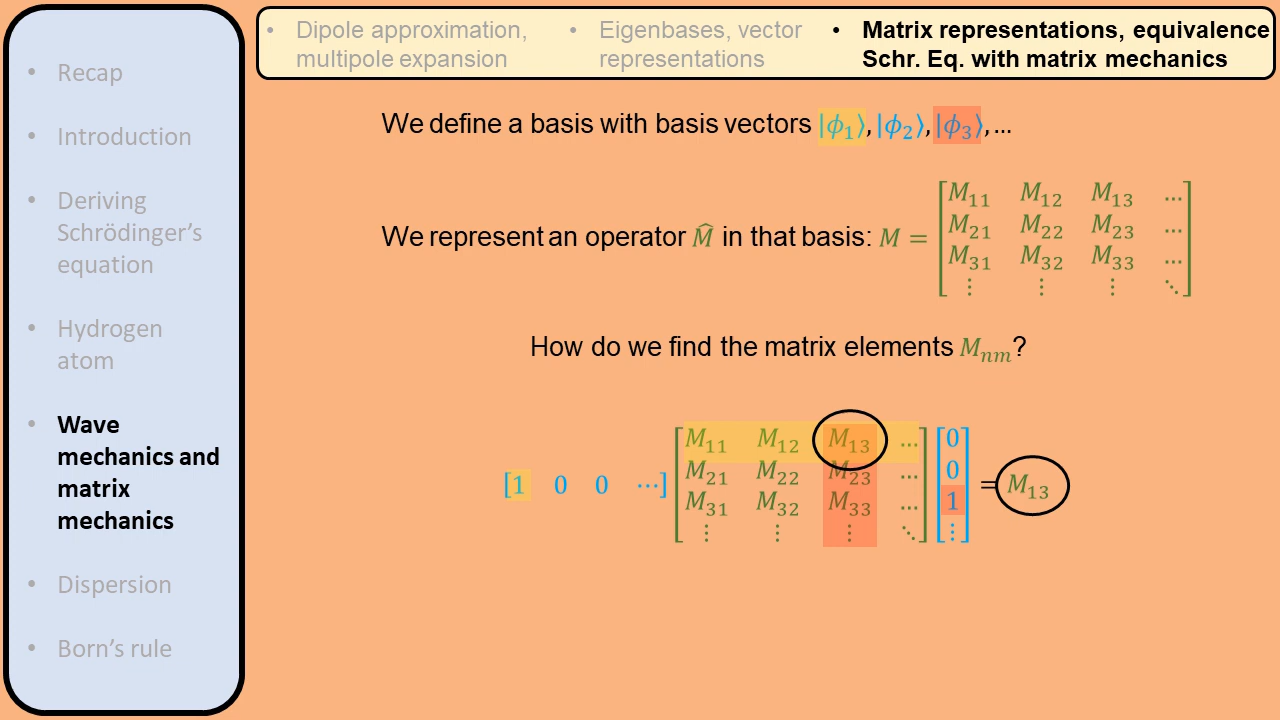 • Recap
• Introduction
• Deriving
Schrödinger's
equation
• Hydrogen
atom
• Wave
mechanics and
matrix
mechanics
• Dispersion
• Born's rule
• Dipole approximation,
multipole expansion
• Eigenbases, vector
representations
• Matrix representations, equivalence
Schr. Eq. with matrix mechanics
We define a basis with basis vectors |ϕ₁⟩, |ϕ₂⟩, |ϕ₃⟩, ...
M₁₁ M₁₂ M₁₃ ...
M₂₁ M₂₂ M₂₃ ...
We represent an operator M̂ in that basis: M =
M₃₁ M₃₂ M₃₃ ...
⋮ ⋮ ⋮ ⋱
How do we find the matrix elements Mₙₘ?
M₁₁ M₁₂ M₁₃ ... 0
M₂₁ M₂₂ M₂₃ ... 0
[1 0 0 ⋯] = M₁₃
M₃₁ M₃₂ M₃₃ ... 1
⋮ ⋮ ⋮ ⋱ ⋮